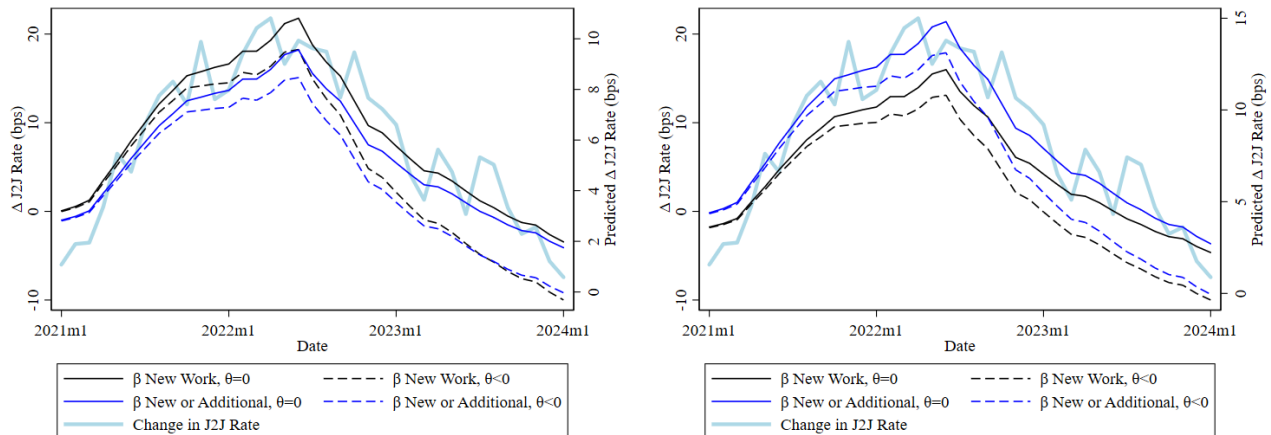 Δ J2J Rate (bps)
20
10
0
-10
Predicted Δ J2J Rate (bps)
10
8
6
4
2
0
2021m1 2022m1 2023m1 2024m1
Date
β New Work, θ=0 β New Work, θ<0
β New or Additional, θ=0 β New or Additional, θ<0
Change in J2J Rate
Δ J2J Rate (bps)
20
10
0
-10
Predicted Δ J2J Rate (bps)
15
10
5
0
2021m1 2022m1 2023m1 2024m1
Date
β New Work, θ=0 β New Work, θ<0
β New or Additional, θ=0 β New or Additional, θ<0
Change in J2J Rate